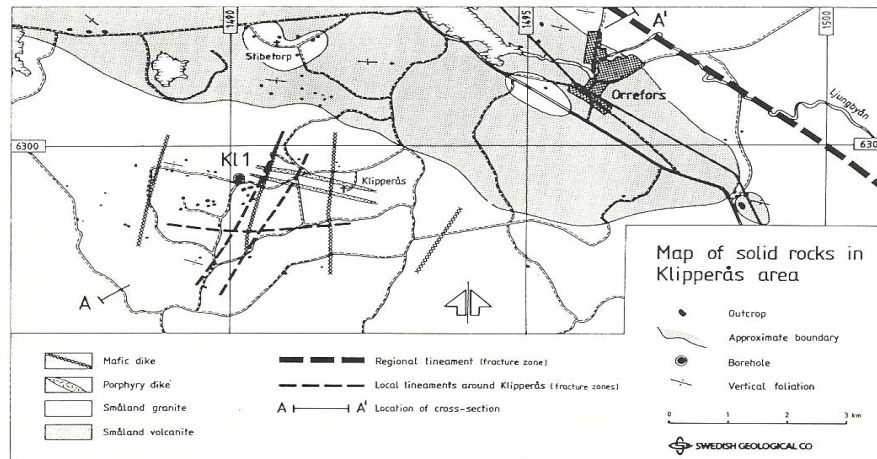 1490
1495
1500
A'
Stibetorp
Orrefors
Ljungbyån
6300
6300
Kl 1
Klipperås
A
Map of solid rocks in
Klipperås area
Outcrop
Approximate boundary
Borehole
Vertical foliation
0 1 2 3 km
SWEDISH GEOLOGICAL CO
Mafic dike
Porphyry dike
Småland granite
Småland volcanite
Regional lineament (fracture zone)
Local lineaments around Klipperås (fracture zones)
A A' Location of cross-section